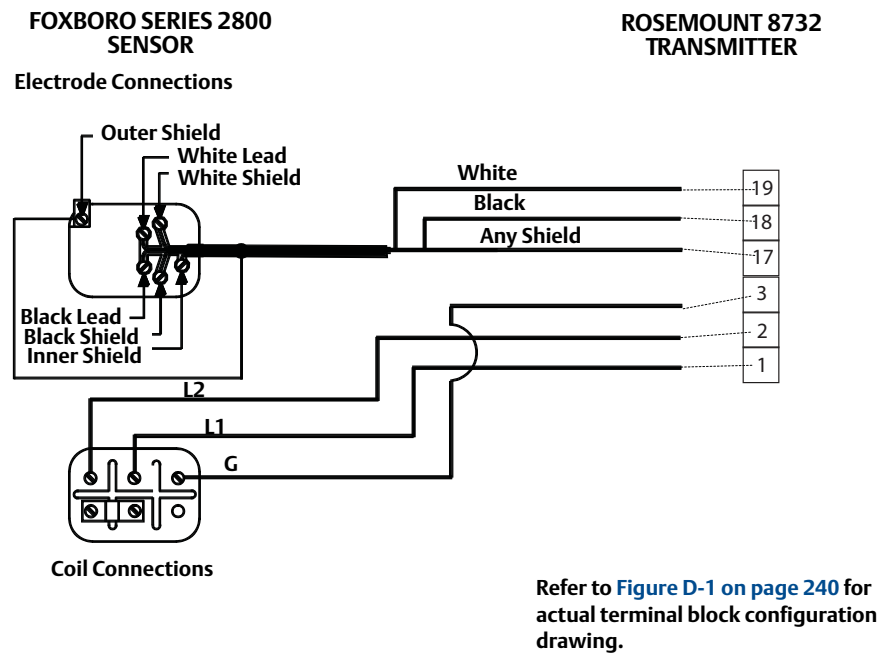 FOXBORO SERIES 2800
SENSOR
ROSEMOUNT 8732
TRANSMITTER
Electrode Connections
Outer Shield
White Lead
White Shield
White
19
Black
18
Any Shield
17
3
Black Lead
Black Shield
Inner Shield
2
1
L2
L1
G
Coil Connections
Refer to Figure D-1 on page 240 for
actual terminal block configuration
drawing.